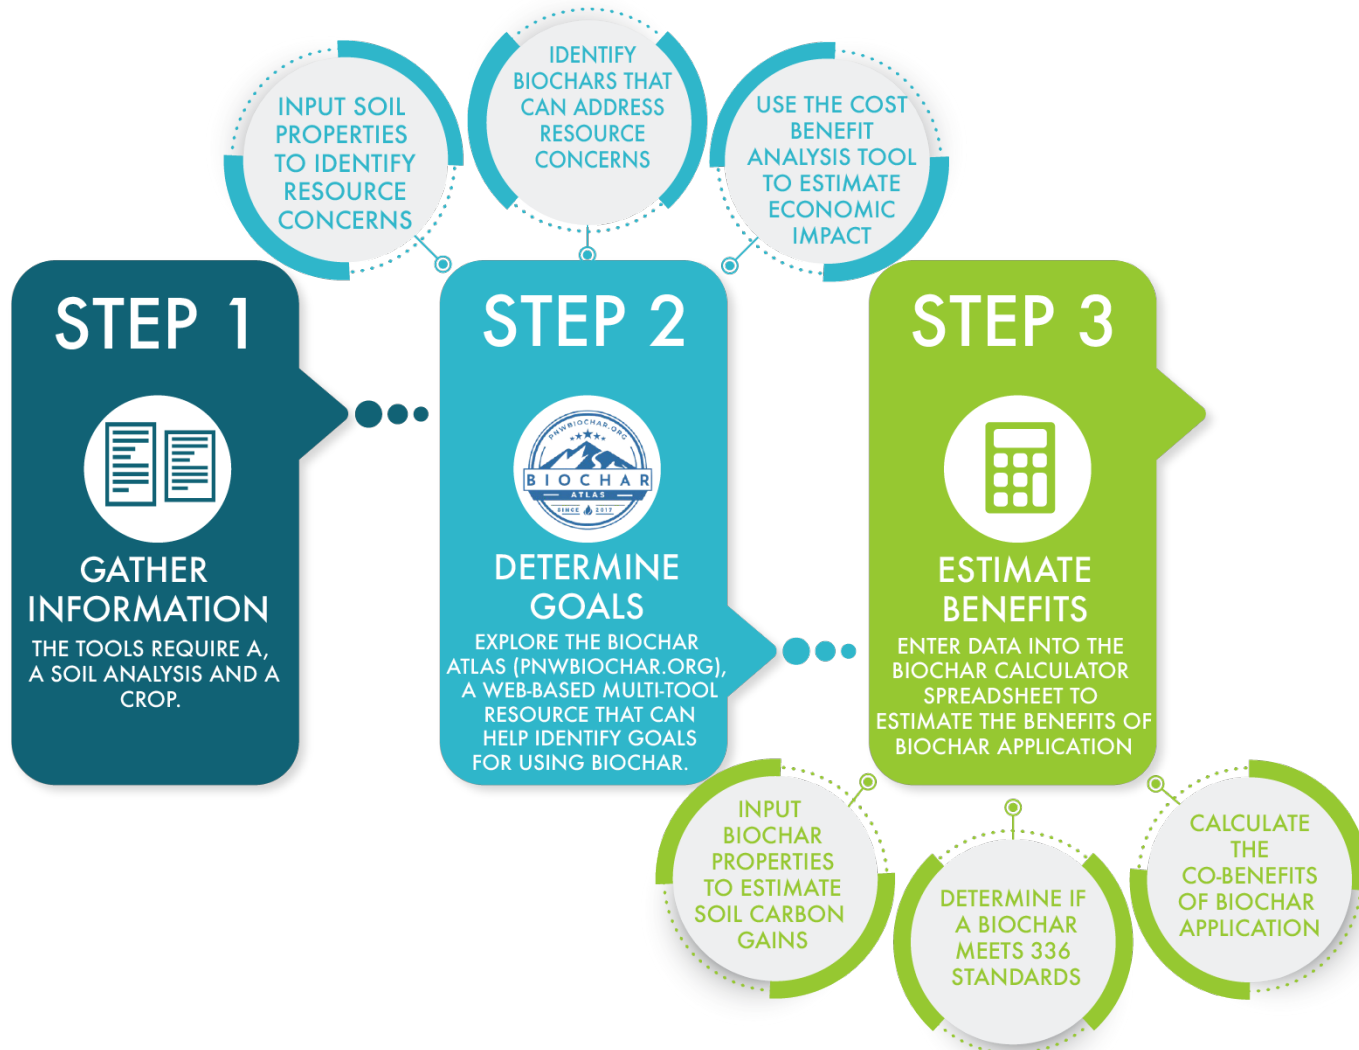 INPUT SOIL
PROPERTIES
TO IDENTIFY
RESOURCE
CONCERNS
IDENTIFY
BIOCHARS THAT
CAN ADDRESS
RESOURCE
CONCERNS
USE THE COST
BENEFIT
ANALYSIS TOOL
TO ESTIMATE
ECONOMIC
IMPACT
STEP 1
GATHER
INFORMATION
THE TOOLS REQUIRE A,
A SOIL ANALYSIS AND A
CROP.
STEP 2
PNWBIOCHAR.ORG
BIOCHAR
ATLAS
SINCE 2017
DETERMINE
GOALS
EXPLORE THE BIOCHAR
ATLAS (PNWBIOCHAR.ORG),
A WEB-BASED MULTI-TOOL
RESOURCE THAT CAN
HELP IDENTIFY GOALS
FOR USING BIOCHAR.
STEP 3
ESTIMATE
BENEFITS
ENTER DATA INTO THE
BIOCHAR CALCULATOR
SPREADSHEET TO
ESTIMATE THE BENEFITS OF
BIOCHAR APPLICATION
INPUT
BIOCHAR
PROPERTIES
TO ESTIMATE
SOIL CARBON
GAINS
DETERMINE IF
A BIOCHAR
MEETS 336
STANDARDS
CALCULATE
THE
CO-BENEFITS
OF BIOCHAR
APPLICATION